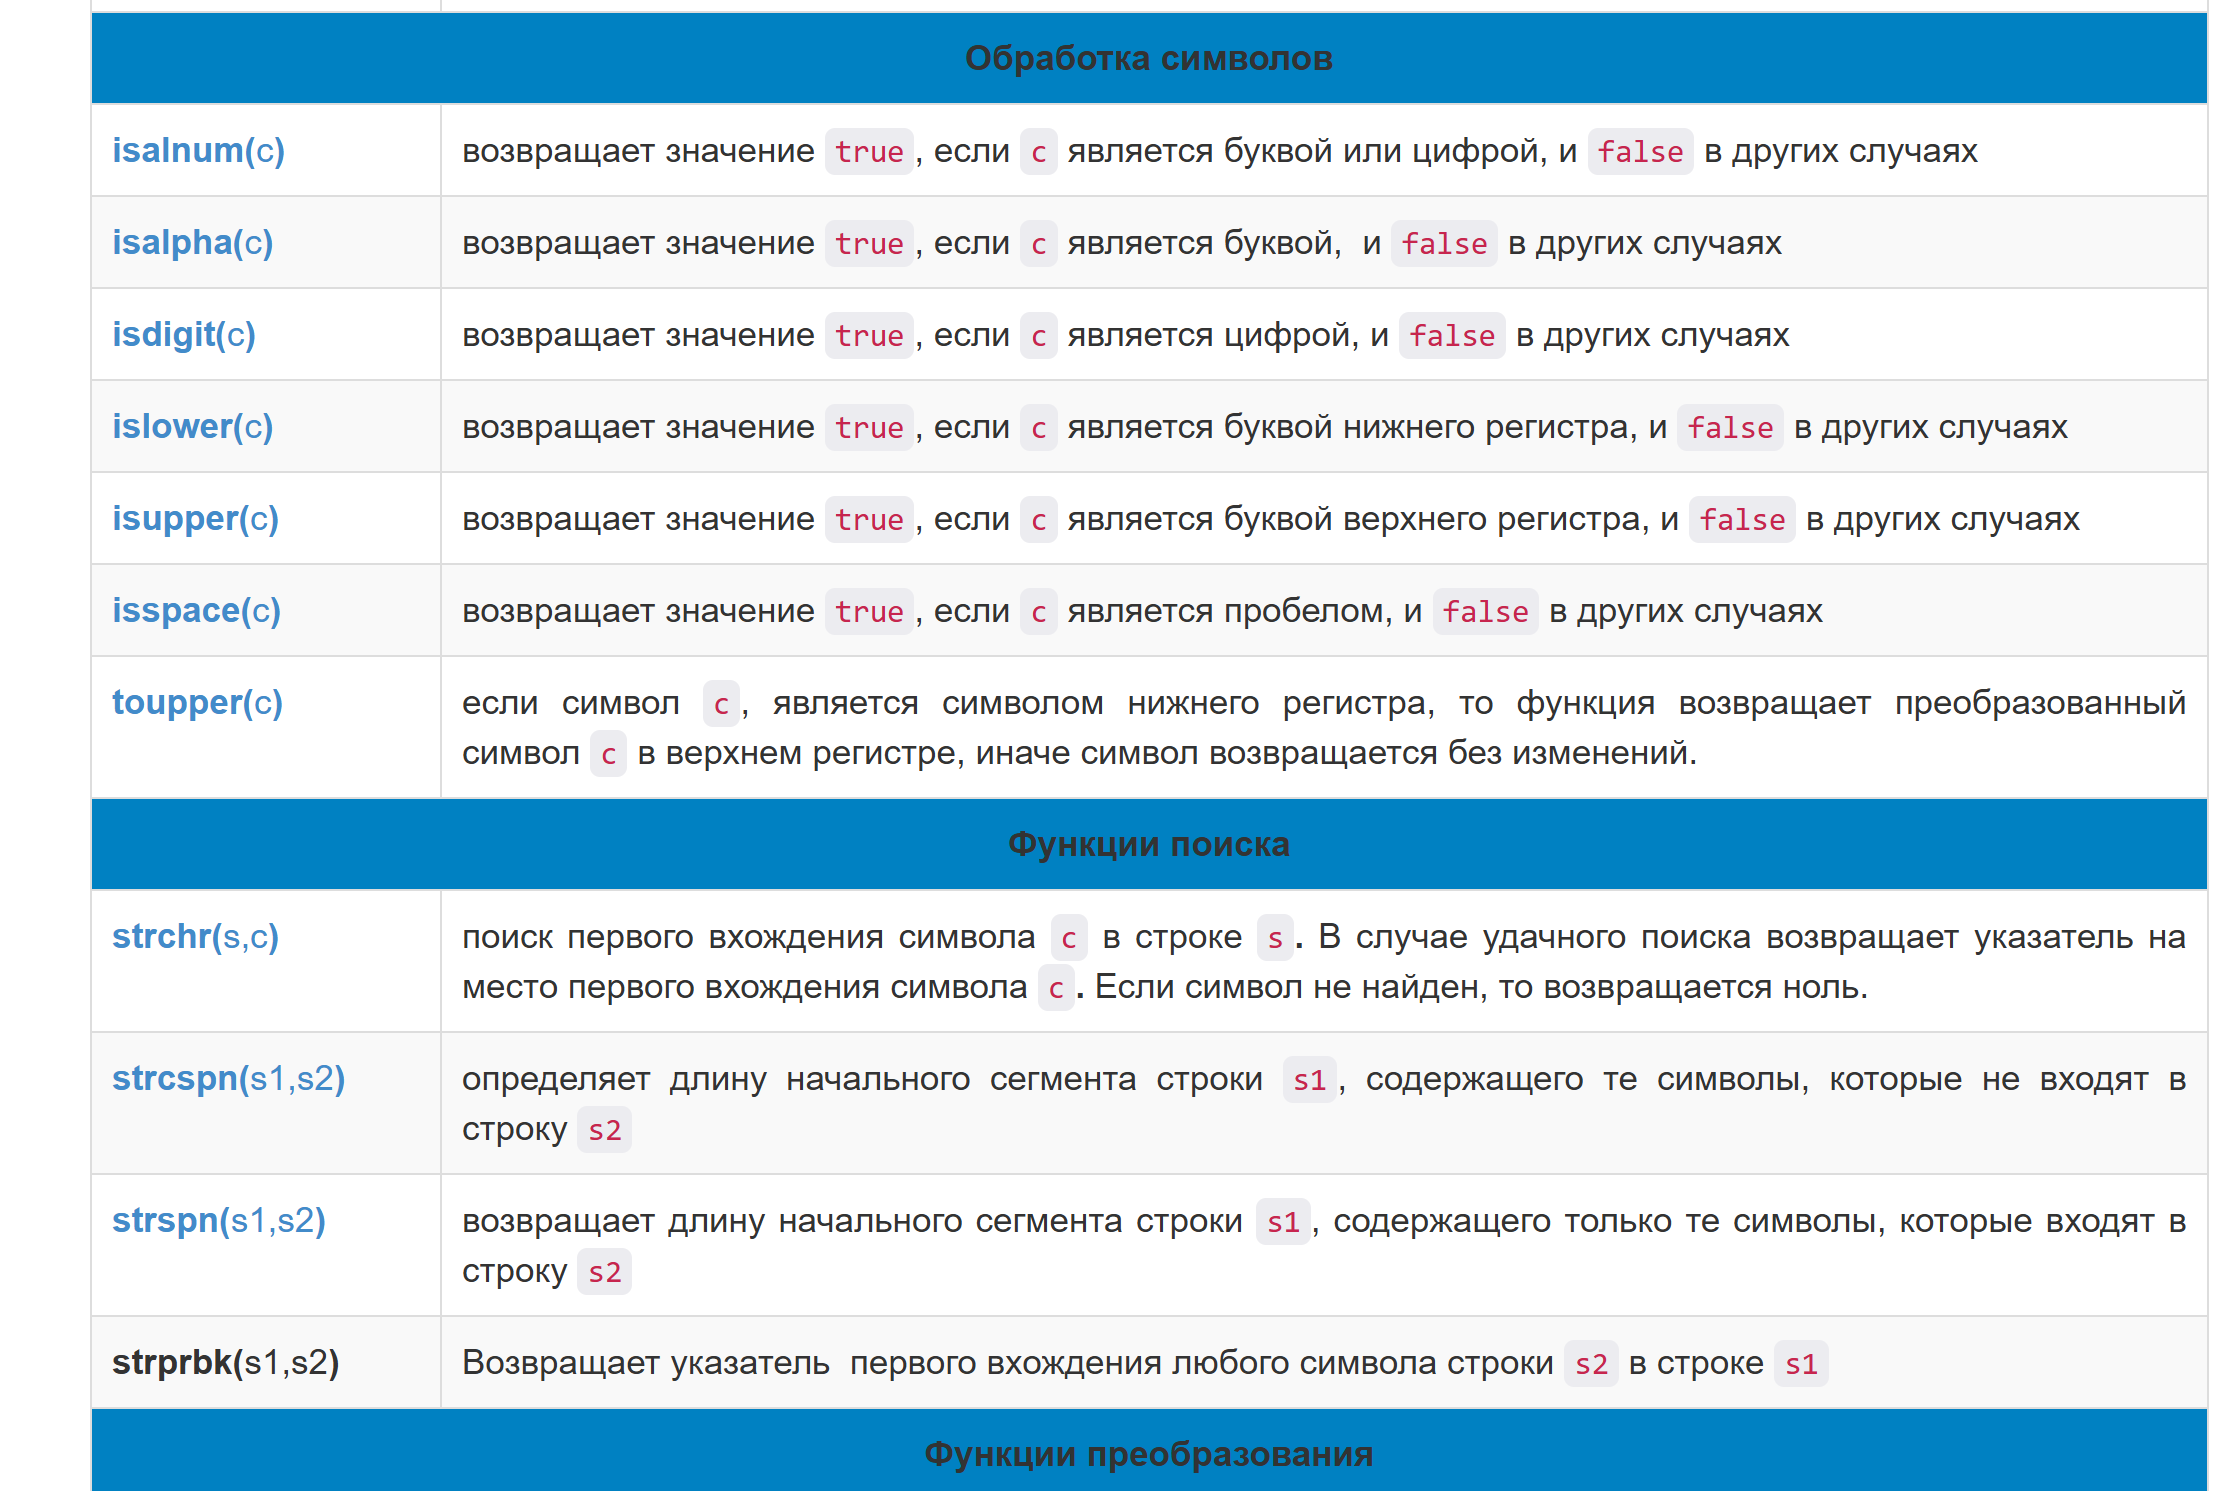 Обработка символов
isalnum(c) возвращает значение true, если c является буквой или цифрой, и false в других случаях
isalpha(c) возвращает значение true, если c является буквой,  и false в других случаях
isdigit(c) возвращает значение true, если c является цифрой, и false в других случаях
islower(c) возвращает значение true, если c является буквой нижнего регистра, и false в других случаях
isupper(c) возвращает значение true, если c является буквой верхнего регистра, и false в других случаях
isspace(c) возвращает значение true, если c является пробелом, и false в других случаях
toupper(c) если символ c, является символом нижнего регистра, то функция возвращает преобразованный
символ c в верхнем регистре, иначе символ возвращается без изменений.
Функции поиска
strchr(s,c) поиск первого вхождения символа c в строке s. В случае удачного поиска возвращает указатель на
место первого вхождения символа c. Если символ не найден, то возвращается ноль.
strcspn(s1,s2) определяет длину начального сегмента строки s1, содержащего те символы, которые не входят в
строку s2
strspn(s1,s2) возвращает длину начального сегмента строки s1, содержащего только те символы, которые входят в
строку s2
strprbk(s1,s2) Возвращает указатель  первого вхождения любого символа строки s2 в строке s1
Функции преобразования